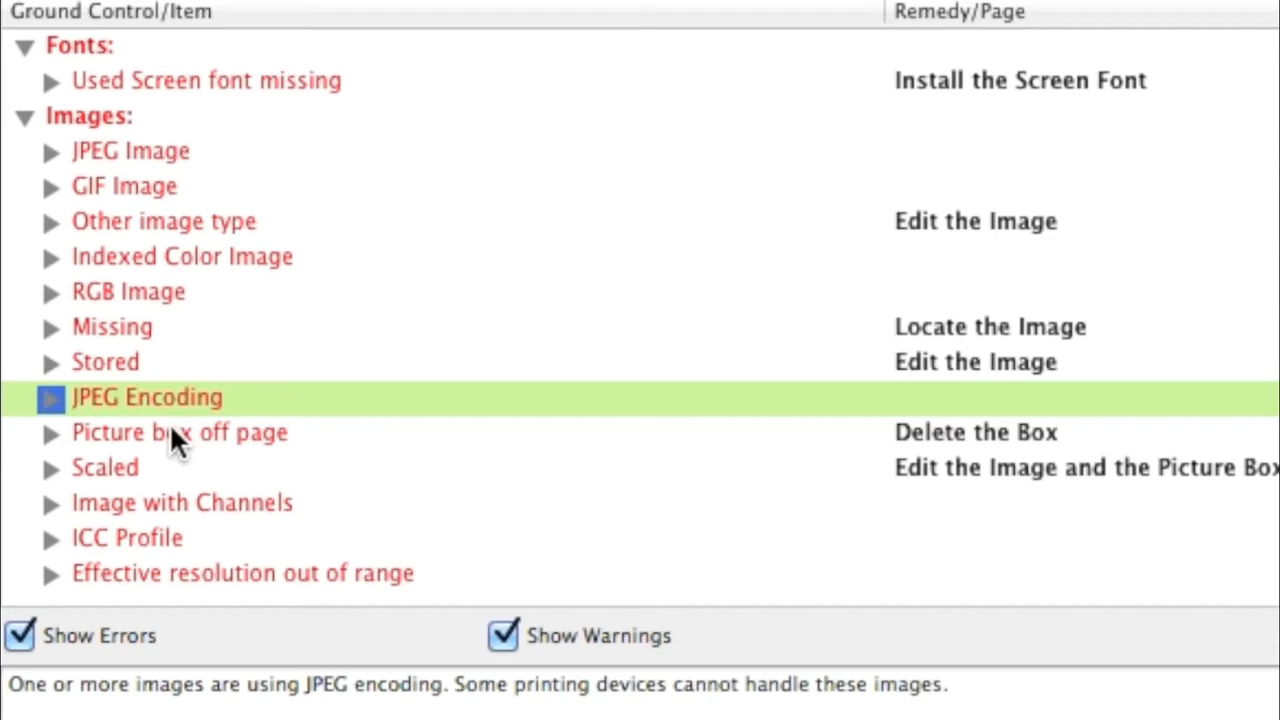 Ground Control/Item Remedy/Page
Fonts:
Used Screen font missing Install the Screen Font
Images:
JPEG Image
GIF Image
Other image type Edit the Image
Indexed Color Image
RGB Image
Missing Locate the Image
Stored Edit the Image
JPEG Encoding
Picture box off page Delete the Box
Scaled Edit the Image and the Picture Box
Image with Channels
ICC Profile
Effective resolution out of range
Show Errors Show Warnings
One or more images are using JPEG encoding. Some printing devices cannot handle these images.